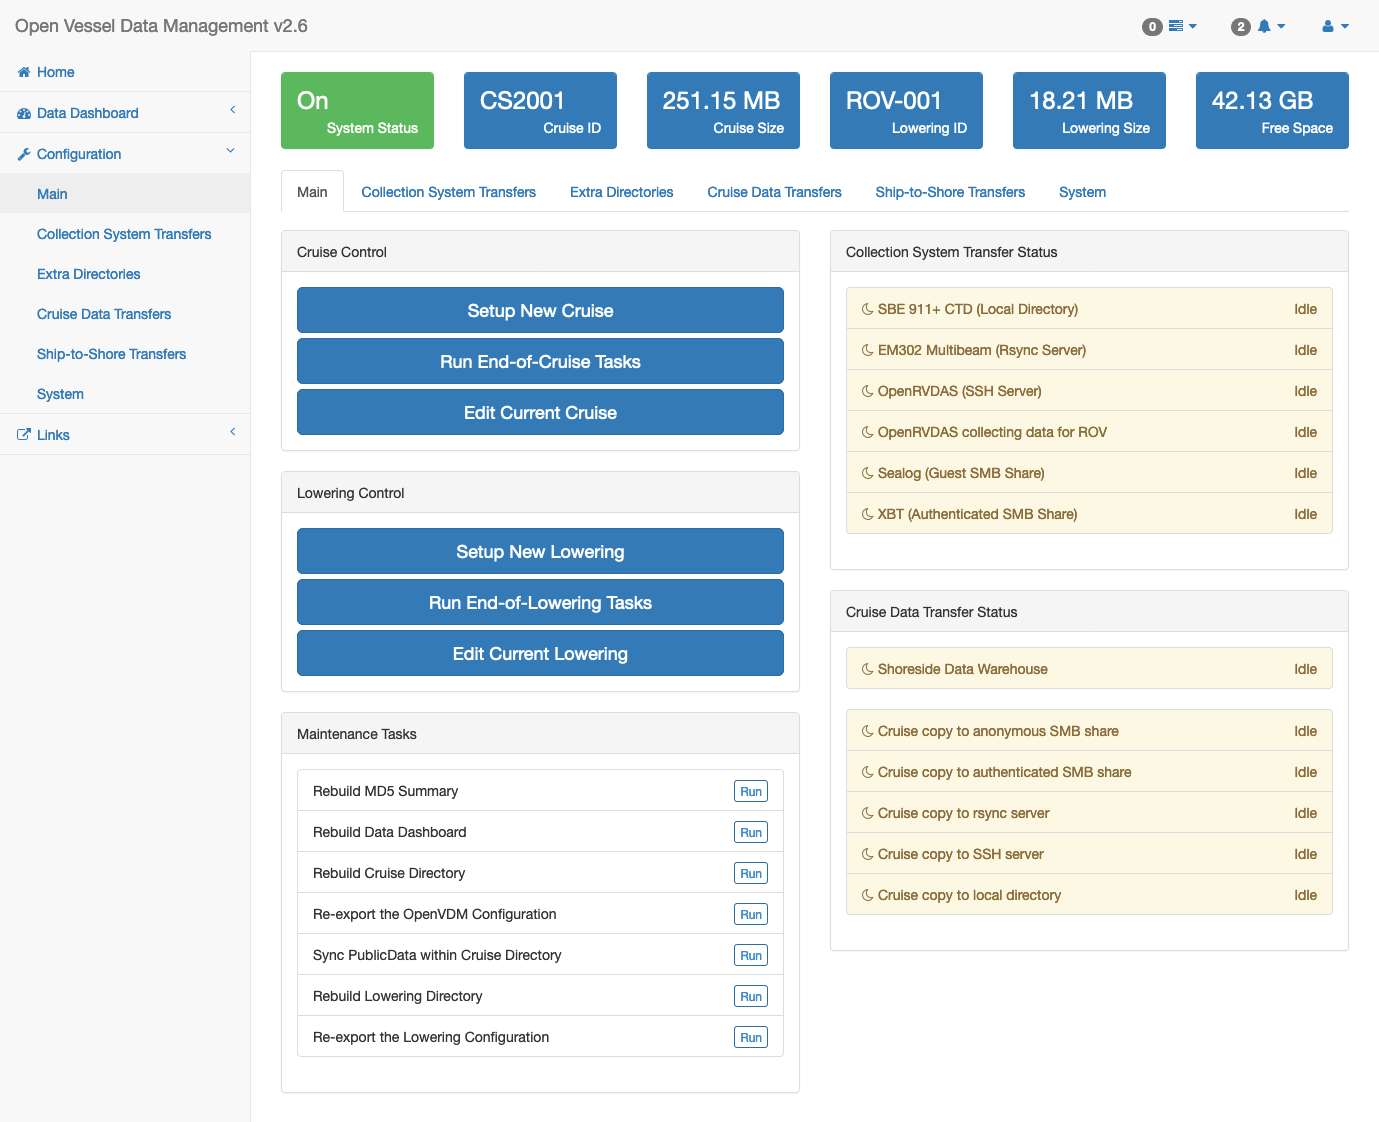 Open Vessel Data Management v2.6
0
2
Home
Data Dashboard
Configuration
Main
Collection System Transfers
Extra Directories
Cruise Data Transfers
Ship-to-Shore Transfers
System
Links
On
System Status
CS2001
Cruise ID
251.15 MB
Cruise Size
ROV-001
Lowering ID
18.21 MB
Lowering Size
42.13 GB
Free Space
Main Collection System Transfers Extra Directories Cruise Data Transfers Ship-to-Shore Transfers System
Cruise Control
Setup New Cruise
Run End-of-Cruise Tasks
Edit Current Cruise
Lowering Control
Setup New Lowering
Run End-of-Lowering Tasks
Edit Current Lowering
Maintenance Tasks
Rebuild MD5 Summary Run
Rebuild Data Dashboard Run
Rebuild Cruise Directory Run
Re-export the OpenVDM Configuration Run
Sync PublicData within Cruise Directory Run
Rebuild Lowering Directory Run
Re-export the Lowering Configuration Run
Collection System Transfer Status
SBE 911+ CTD (Local Directory) Idle
EM302 Multibeam (Rsync Server) Idle
OpenRVDAS (SSH Server) Idle
OpenRVDAS collecting data for ROV Idle
Sealog (Guest SMB Share) Idle
XBT (Authenticated SMB Share) Idle
Cruise Data Transfer Status
Shoreside Data Warehouse Idle
Cruise copy to anonymous SMB share Idle
Cruise copy to authenticated SMB share Idle
Cruise copy to rsync server Idle
Cruise copy to SSH server Idle
Cruise copy to local directory Idle